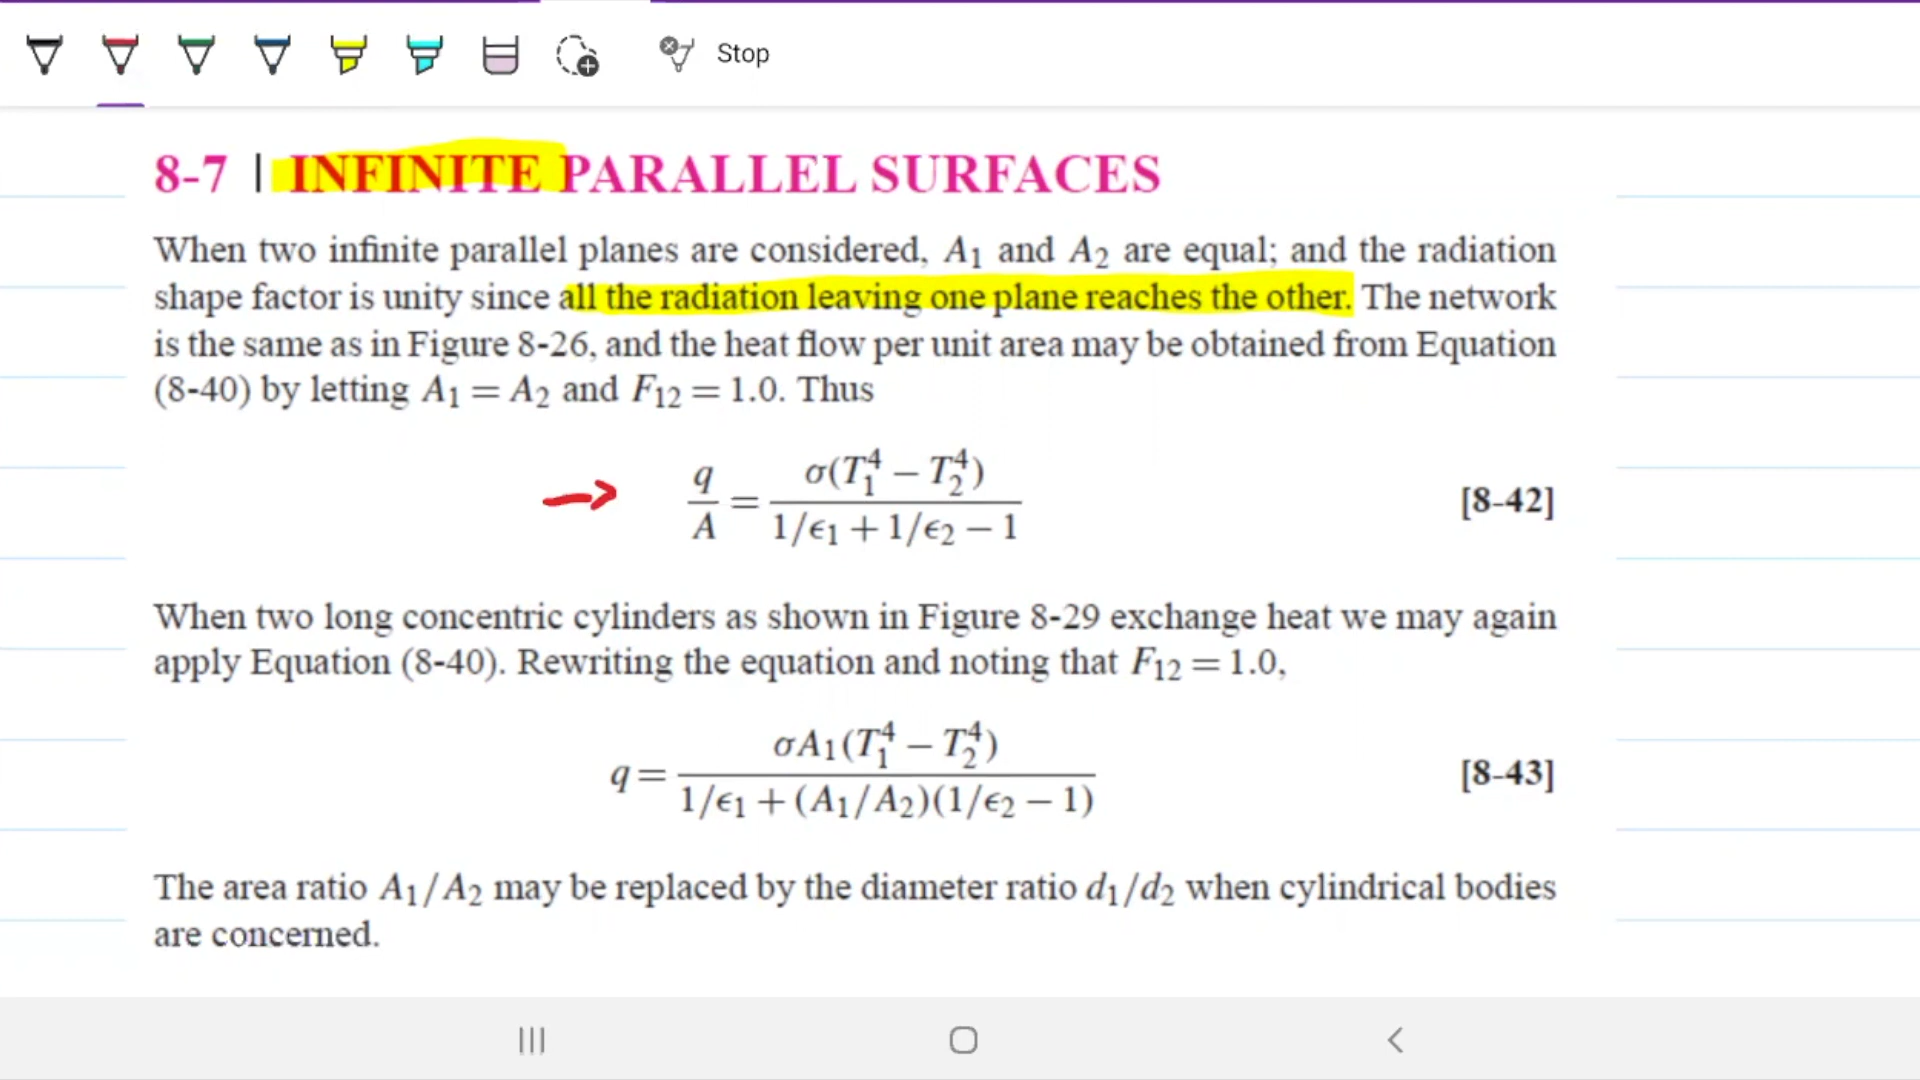 Stop
8-7 | INFINITE PARALLEL SURFACES
When two infinite parallel planes are considered, A₁ and A₂ are equal; and the radiation
shape factor is unity since all the radiation leaving one plane reaches the other. The network
is the same as in Figure 8-26, and the heat flow per unit area may be obtained from Equation
(8-40) by letting A₁ = A₂ and F₁₂ = 1.0. Thus
q/A = σ(T₁⁴ − T₂⁴) / (1/ϵ₁ + 1/ϵ₂ − 1) [8-42]
When two long concentric cylinders as shown in Figure 8-29 exchange heat we may again
apply Equation (8-40). Rewriting the equation and noting that F₁₂ = 1.0,
q = σA₁(T₁⁴ − T₂⁴) / (1/ϵ₁ + (A₁/A₂)(1/ϵ₂ − 1)) [8-43]
The area ratio A₁/A₂ may be replaced by the diameter ratio d₁/d₂ when cylindrical bodies
are concerned.